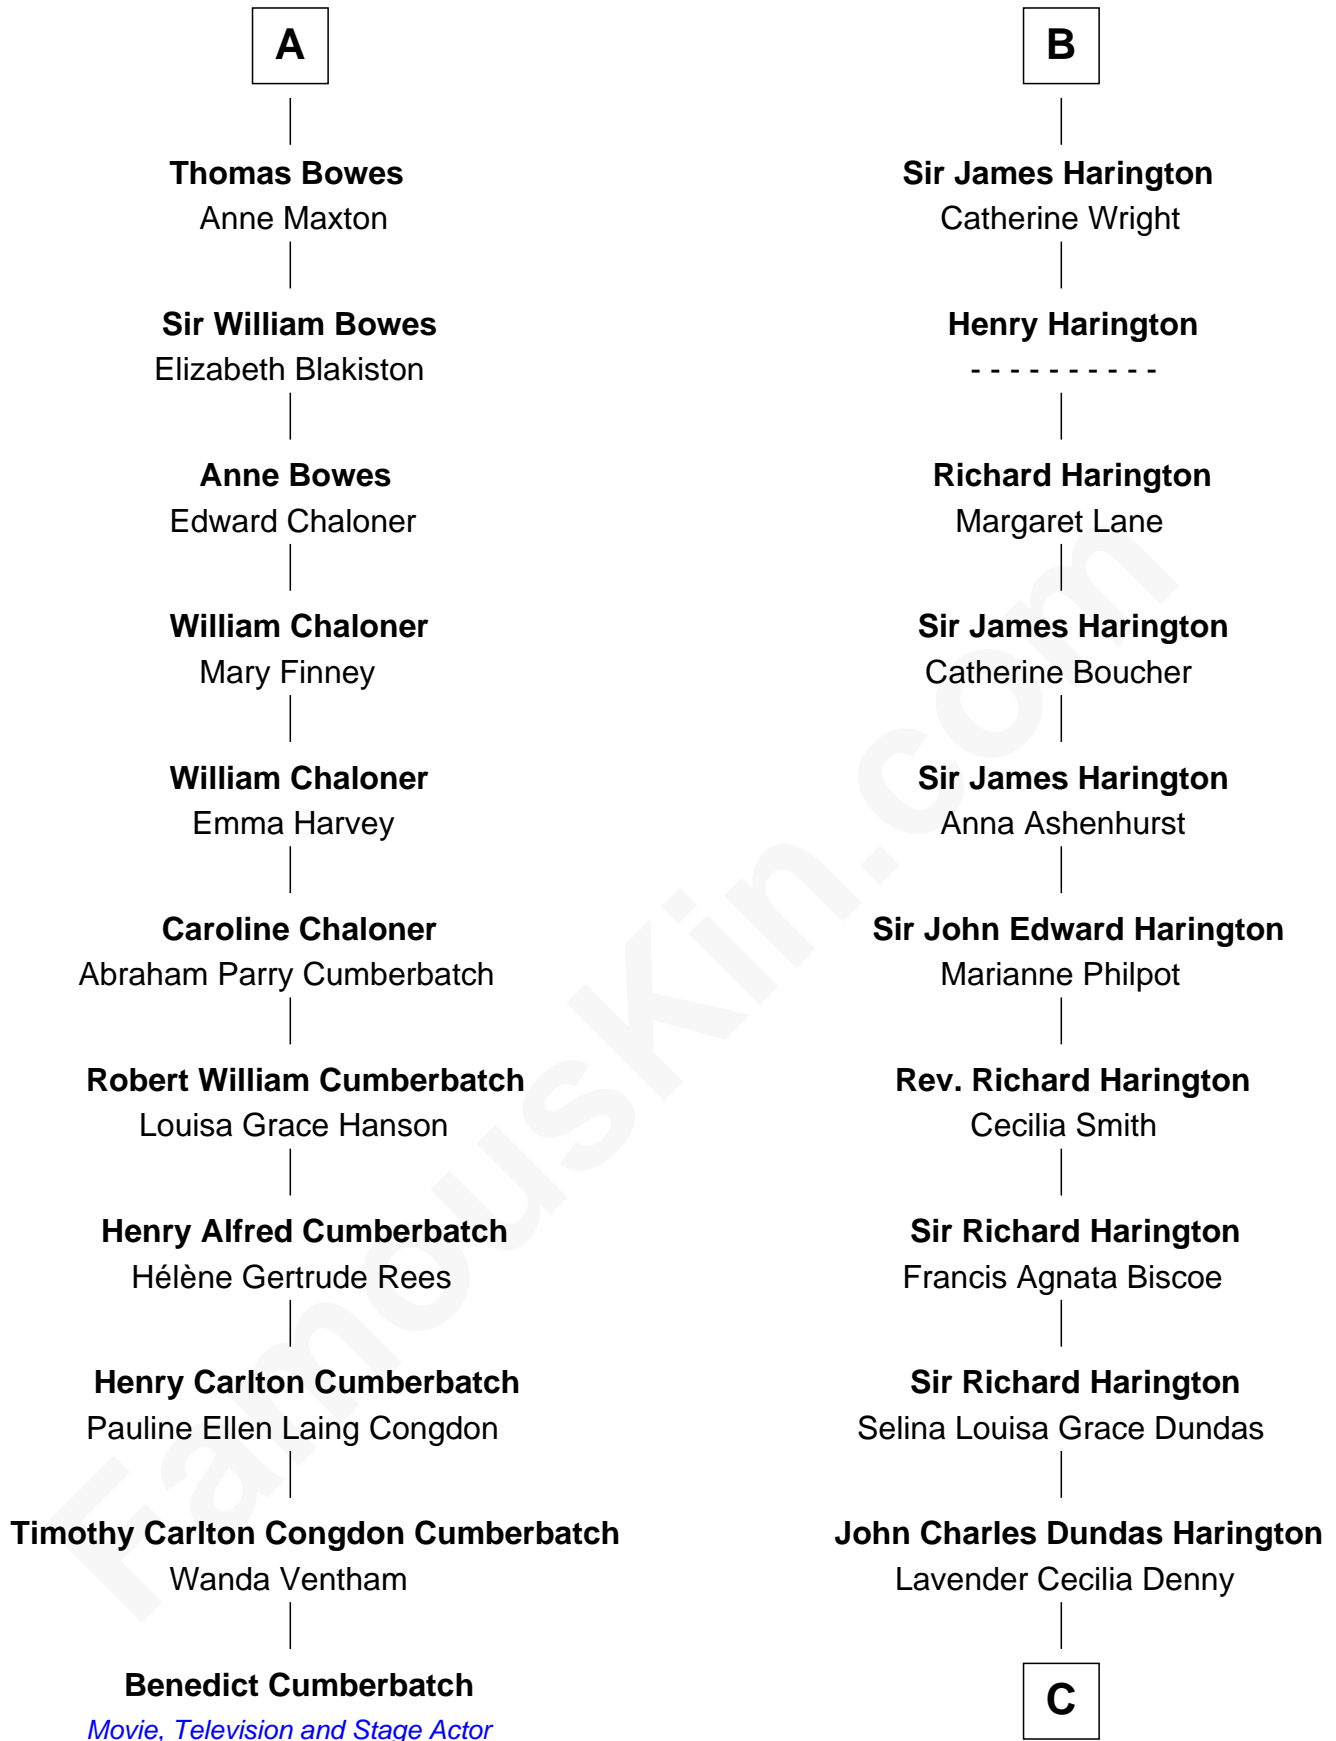 A
Thomas Bowes
Anne Maxton
Sir William Bowes
Elizabeth Blakiston
Anne Bowes
Edward Chaloner
William Chaloner
Mary Finney
William Chaloner
Emma Harvey
Caroline Chaloner
Abraham Parry Cumberbatch
Robert William Cumberbatch
Louisa Grace Hanson
Henry Alfred Cumberbatch
Hélène Gertrude Rees
Henry Carlton Cumberbatch
Pauline Ellen Laing Congdon
Timothy Carlton Congdon Cumberbatch
Wanda Ventham
Benedict Cumberbatch
Movie, Television and Stage Actor
B
Sir James Harington
Catherine Wright
Henry Harington
- - - - - - - - - -
Richard Harington
Margaret Lane
Sir James Harington
Catherine Boucher
Sir James Harington
Anna Ashenhurst
Sir John Edward Harington
Marianne Philpot
Rev. Richard Harington
Cecilia Smith
Sir Richard Harington
Francis Agnata Biscoe
Sir Richard Harington
Selina Louisa Grace Dundas
John Charles Dundas Harington
Lavender Cecilia Denny
C
FamousKin.com